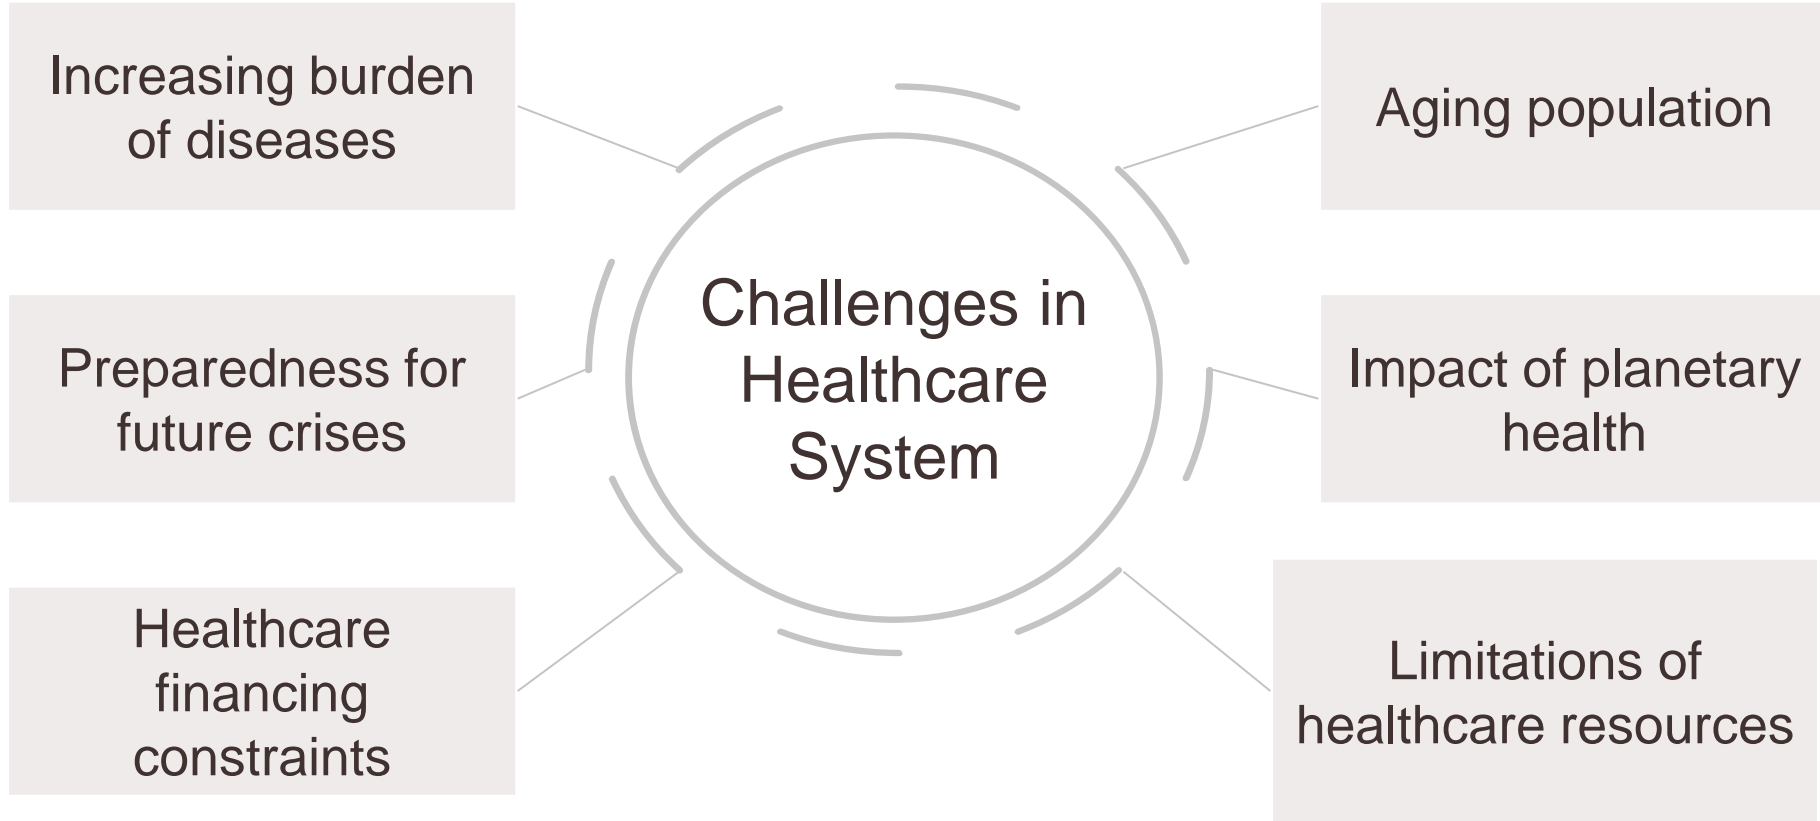 Increasing burden
of diseases
Preparedness for
future crises
Healthcare
financing
constraints
Challenges in
Healthcare
System
Aging population
Impact of planetary
health
Limitations of
healthcare resources